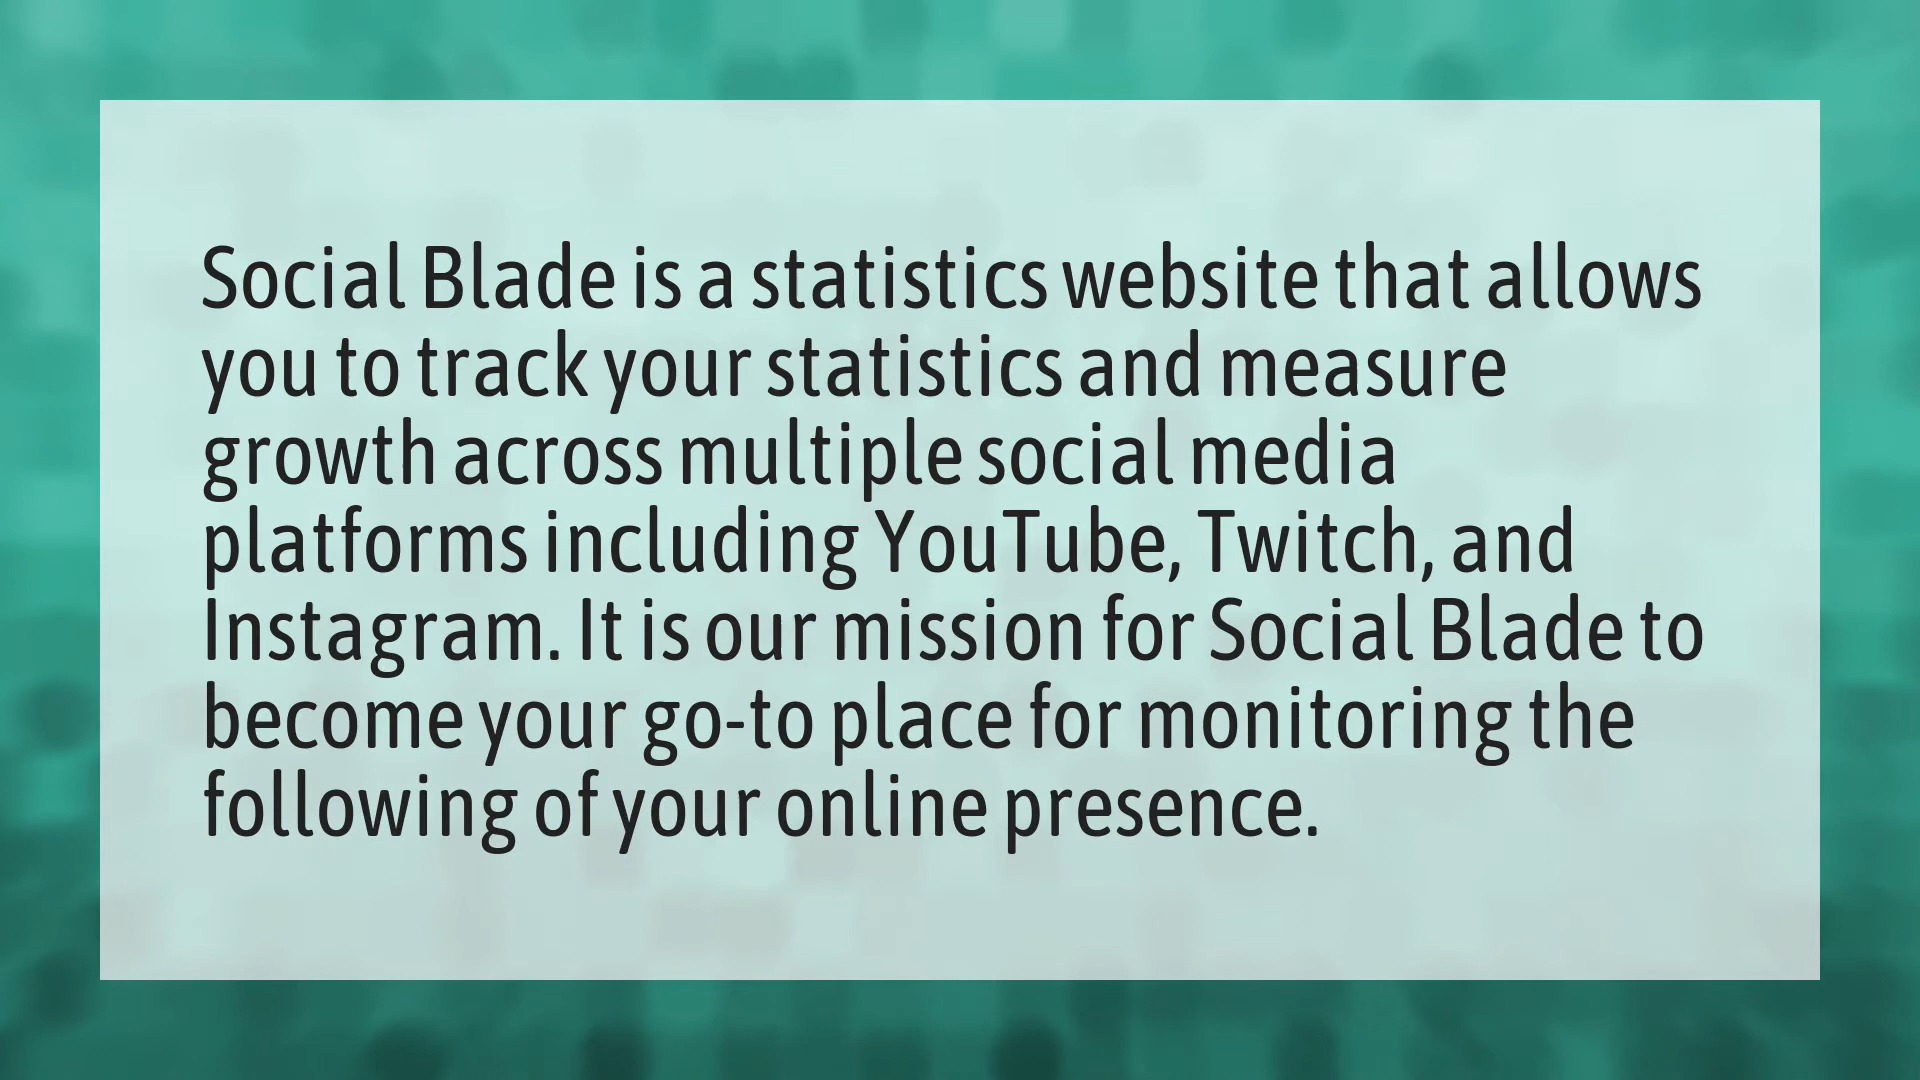 Social Blade is a statistics website that allows
you to track your statistics and measure
growth across multiple social media
platforms including YouTube, Twitch, and
Instagram. It is our mission for Social Blade to
become your go-to place for monitoring the
following of your online presence.